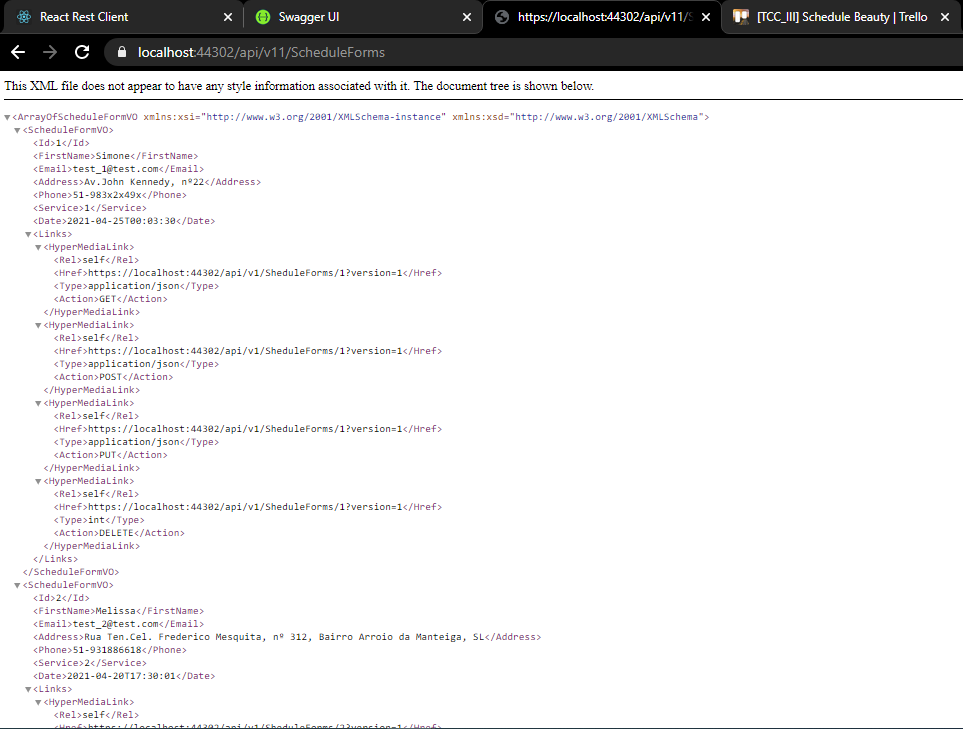 React Rest Client
Swagger UI
https://localhost:44302/api/v11/S
[TCC_III] Schedule Beauty | Trello
localhost:44302/api/v11/ScheduleForms
This XML file does not appear to have any style information associated with it. The document tree is shown below.
<ArrayOfScheduleFormVO xmlns:xsi="http://www.w3.org/2001/XMLSchema-instance" xmlns:xsd="http://www.w3.org/2001/XMLSchema">
<ScheduleFormVO>
<Id>1</Id>
<FirstName>Simone</FirstName>
<Email>test_1@test.com</Email>
<Address>Av.John Kennedy, nº22</Address>
<Phone>51-983x2x49x</Phone>
<Service>1</Service>
<Date>2021-04-25T00:03:30</Date>
<Links>
<HyperMediaLink>
<Rel>self</Rel>
<Href>https://localhost:44302/api/v1/SheduleForms/1?version=1</Href>
<Type>application/json</Type>
<Action>GET</Action>
</HyperMediaLink>
<HyperMediaLink>
<Rel>self</Rel>
<Href>https://localhost:44302/api/v1/SheduleForms/1?version=1</Href>
<Type>application/json</Type>
<Action>POST</Action>
</HyperMediaLink>
<HyperMediaLink>
<Rel>self</Rel>
<Href>https://localhost:44302/api/v1/SheduleForms/1?version=1</Href>
<Type>application/json</Type>
<Action>PUT</Action>
</HyperMediaLink>
<HyperMediaLink>
<Rel>self</Rel>
<Href>https://localhost:44302/api/v1/SheduleForms/1?version=1</Href>
<Type>int</Type>
<Action>DELETE</Action>
</HyperMediaLink>
</Links>
</ScheduleFormVO>
<ScheduleFormVO>
<Id>2</Id>
<FirstName>Melissa</FirstName>
<Email>test_2@test.com</Email>
<Address>Rua Ten.Cel. Frederico Mesquita, nº 312, Bairro Arroio da Manteiga, SL</Address>
<Phone>51-931886618</Phone>
<Service>2</Service>
<Date>2021-04-20T17:30:01</Date>
<Links>
<HyperMediaLink>
<Rel>self</Rel>
<Href>https://localhost:44302/api/v1/SheduleForms/2?version=1</Href>